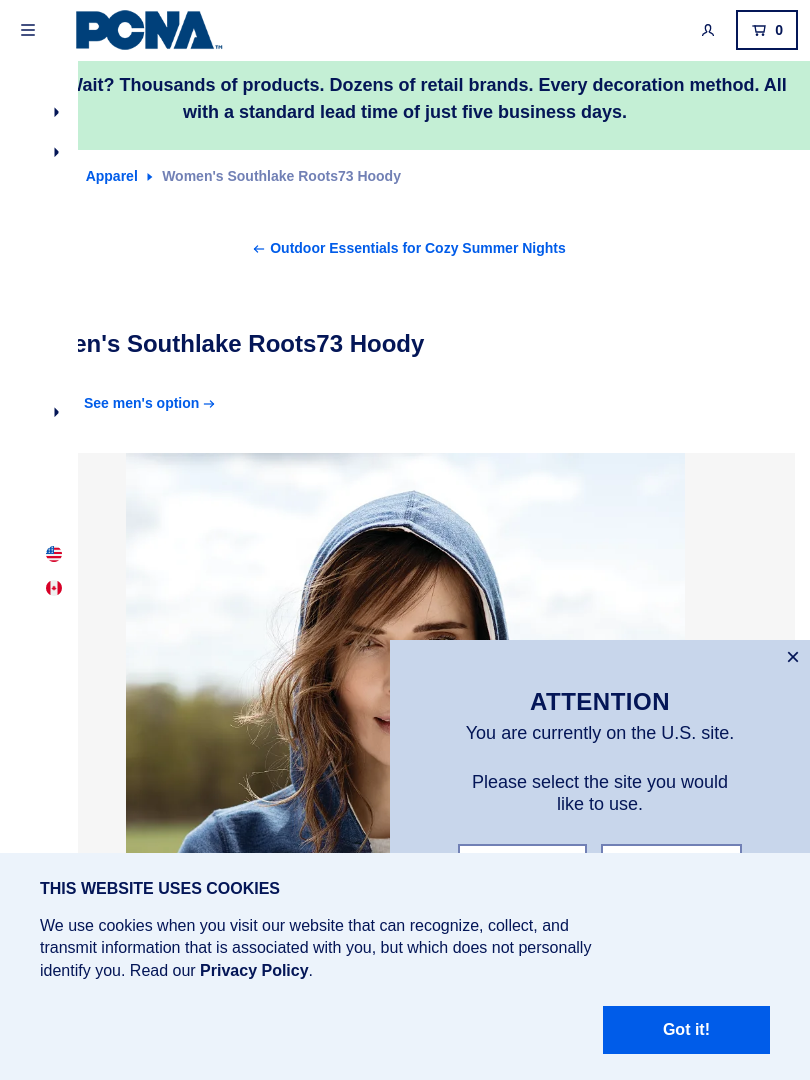 PCNA™
0
Wait? Thousands of products. Dozens of retail brands. Every decoration method. All
with a standard lead time of just five business days.
Apparel
Women's Southlake Roots73 Hoody
Outdoor Essentials for Cozy Summer Nights
en's Southlake Roots73 Hoody
See men's option
ATTENTION
You are currently on the U.S. site.
Please select the site you would
like to use.
THIS WEBSITE USES COOKIES
We use cookies when you visit our website that can recognize, collect, and
transmit information that is associated with you, but which does not personally
identify you. Read our Privacy Policy.
Got it!